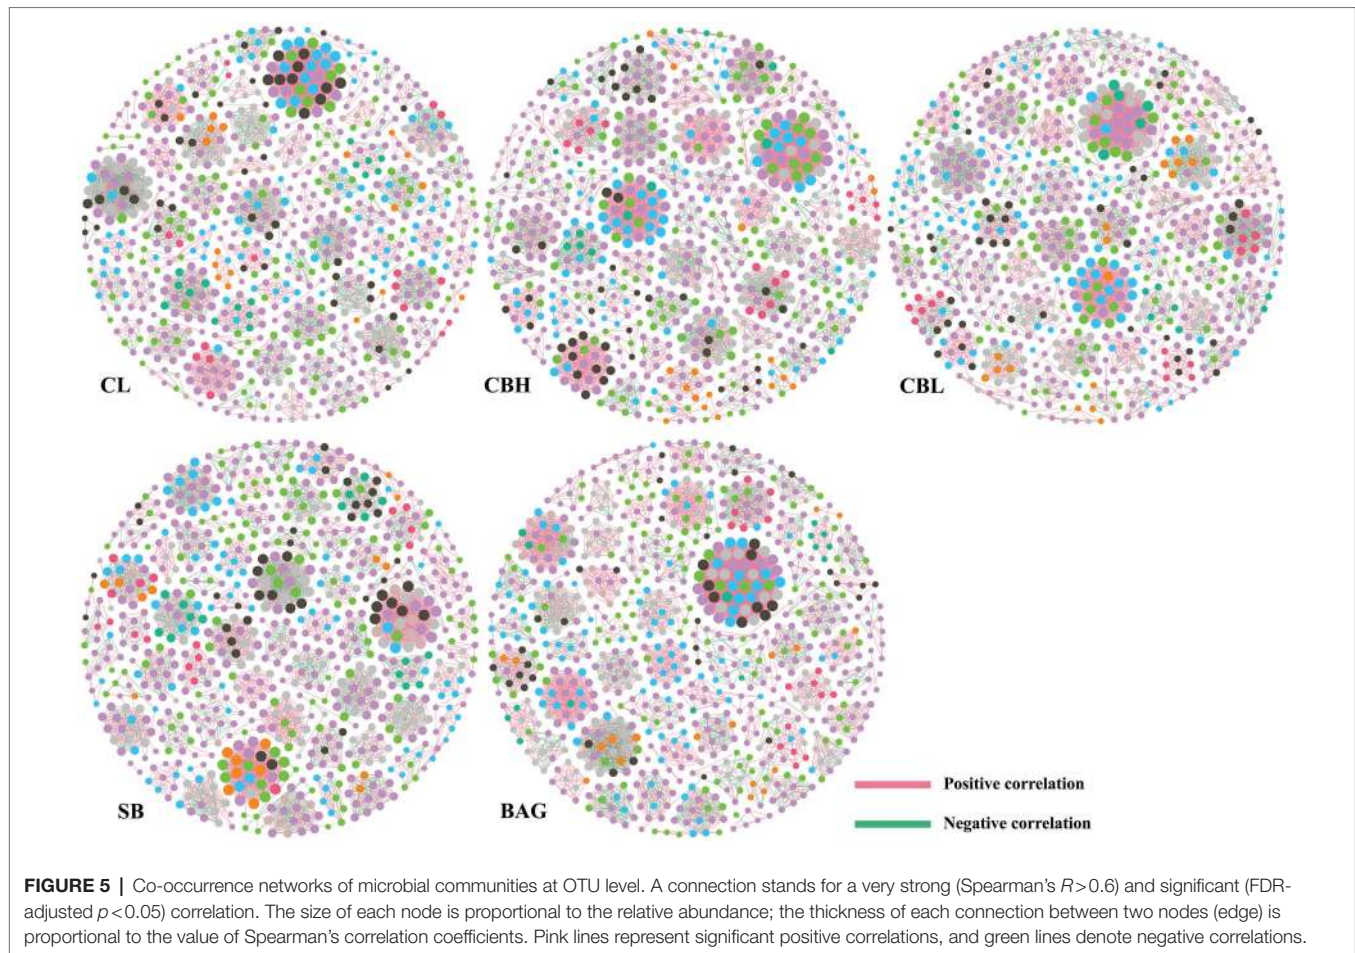 CL
CBH
CBL
SB
BAG
Positive correlation
Negative correlation
FIGURE 5 | Co-occurrence networks of microbial communities at OTU level. A connection stands for a very strong (Spearman's R>0.6) and significant (FDR-
adjusted p<0.05) correlation. The size of each node is proportional to the relative abundance; the thickness of each connection between two nodes (edge) is
proportional to the value of Spearman's correlation coefficients. Pink lines represent significant positive correlations, and green lines denote negative correlations.